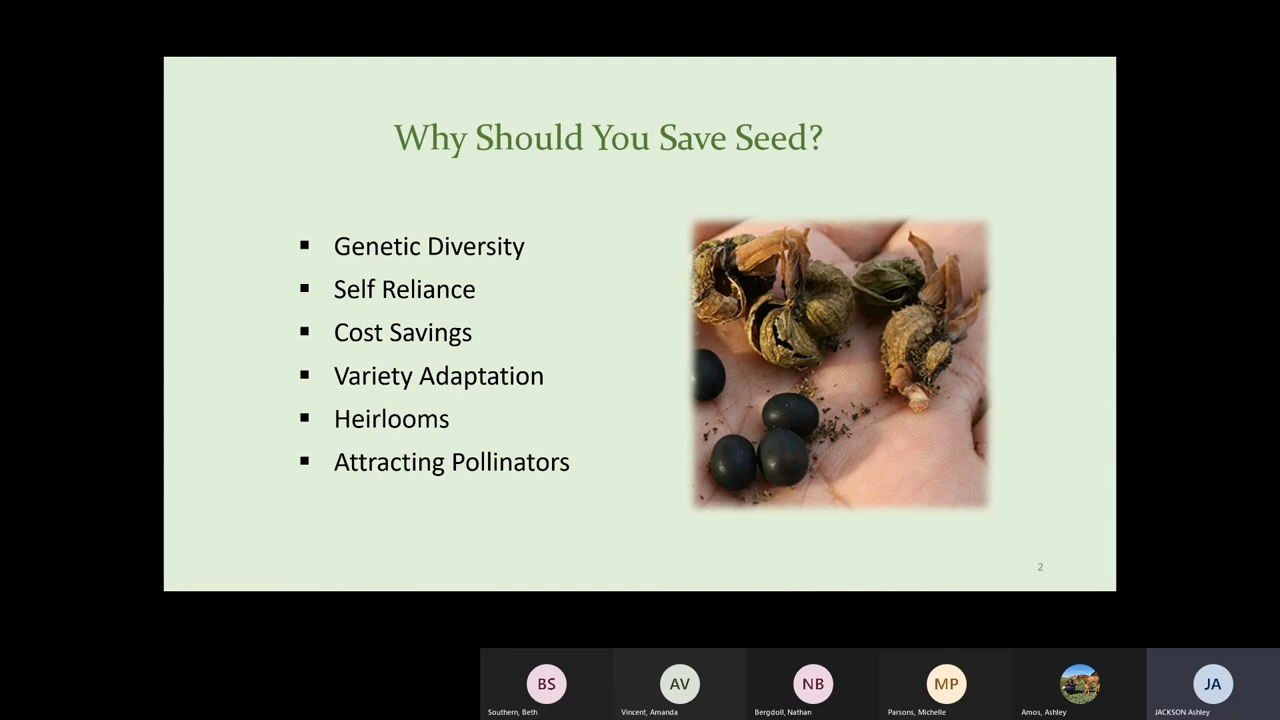 Why Should You Save Seed?
▪ Genetic Diversity
▪ Self Reliance
▪ Cost Savings
▪ Variety Adaptation
▪ Heirlooms
▪ Attracting Pollinators
2
BS
AV
NB
MP
JA
Southern, Beth
Vincent, Amanda
Bergdoll, Nathan
Parsons, Michelle
Amos, Ashley
JACKSON Ashley